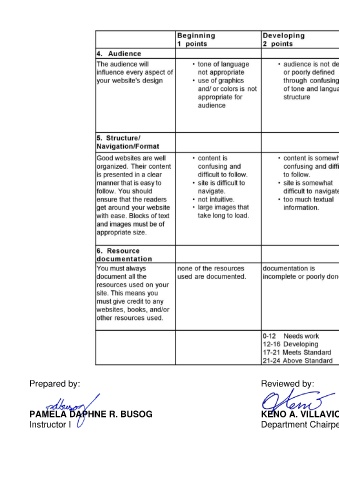 Beginning
1 points
Developing
2 points
4. Audience
The audience will
influence every aspect of
your website's design
• tone of language
not appropriate
• use of graphics
and/ or colors is not
appropriate for
audience
• audience is not de
or poorly defined
through confusing
of tone and langua
structure
5. Structure/
Navigation/Format
Good websites are well
organized. Their content
is presented in a clear
manner that is easy to
follow. You should
ensure that the readers
get around your website
with ease. Blocks of text
and images must be of
appropriate size.
• content is
confusing and
difficult to follow.
• site is difficult to
navigate.
• not intuitive.
• large images that
take long to load.
• content is somewh
confusing and diffi
to follow.
• site is somewhat
difficult to navigate
• too much textual
information.
6. Resource
documentation
You must always
document all the
resources used on your
site. This means you
must give credit to any
websites, books, and/or
other resources used.
none of the resources
used are documented.
documentation is
incomplete or poorly don
0-12 Needs work
12-16 Developing
17-21 Meets Standard
21-24 Above Standard
Prepared by:
PAMELA DAPHNE R. BUSOG
Instructor I
Reviewed by:
KENO A. VILLAVIC
Department Chairpe